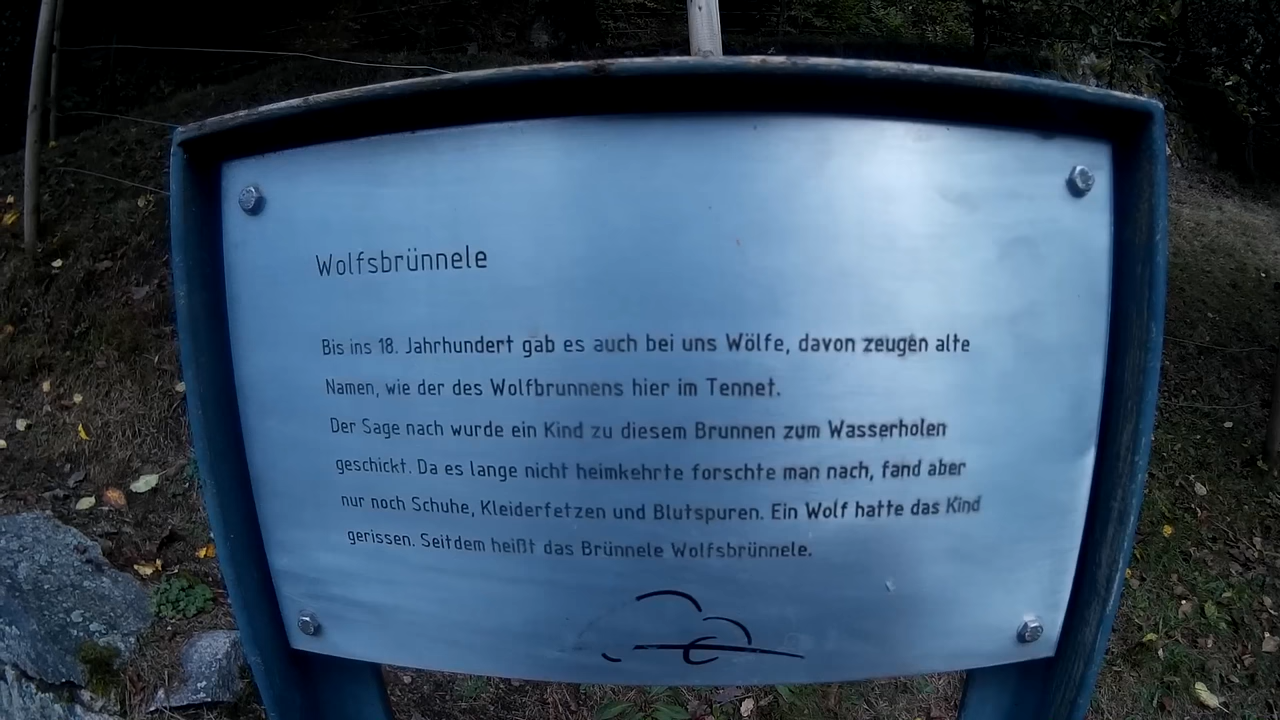 Wolfsbrünnele
Bis ins 18. Jahrhundert gab es auch bei uns Wölfe, davon zeugen alte
Namen, wie der des Wolfbrunnens hier im Tennet.
Der Sage nach wurde ein Kind zu diesem Brunnen zum Wasserholen
geschickt. Da es lange nicht heimkehrte forschte man nach, fand aber
nur noch Schuhe, Kleiderfetzen und Blutspuren. Ein Wolf hatte das Kind
gerissen. Seitdem heißt das Brünnele Wolfsbrünnele.